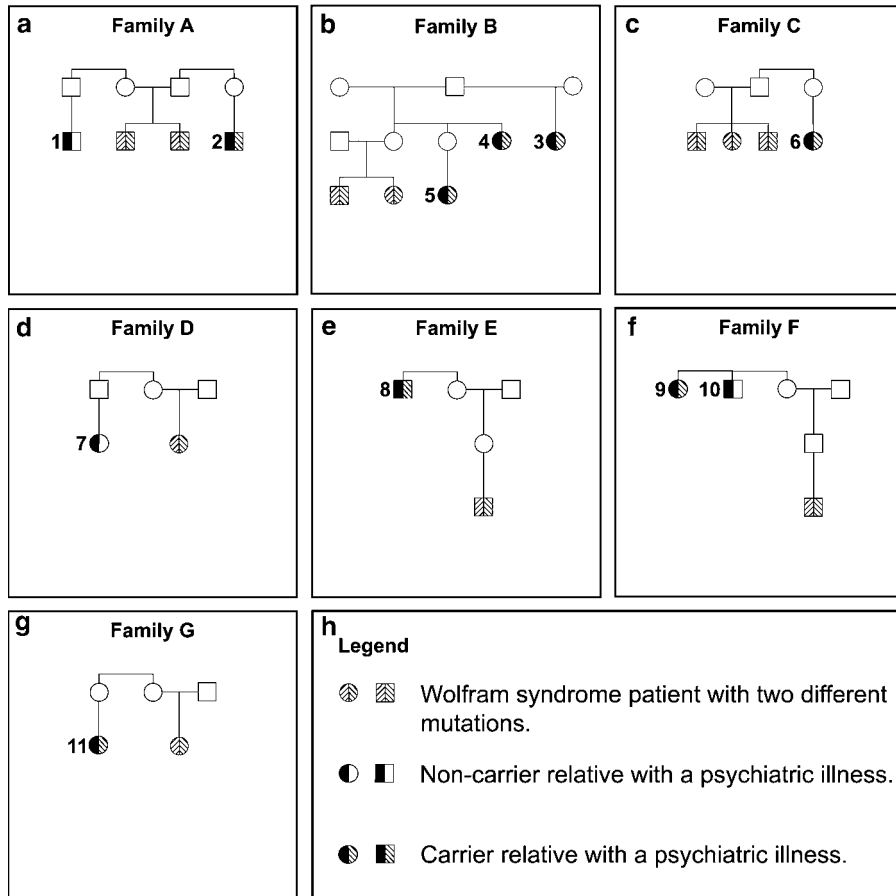 a Family A
1 2
b Family B
4 3
5
c Family C
6
d Family D
7
e Family E
8
f Family F
9 10
g Family G
11
h
Legend
Wolfram syndrome patient with two different
mutations.
Non-carrier relative with a psychiatric illness.
Carrier relative with a psychiatric illness.